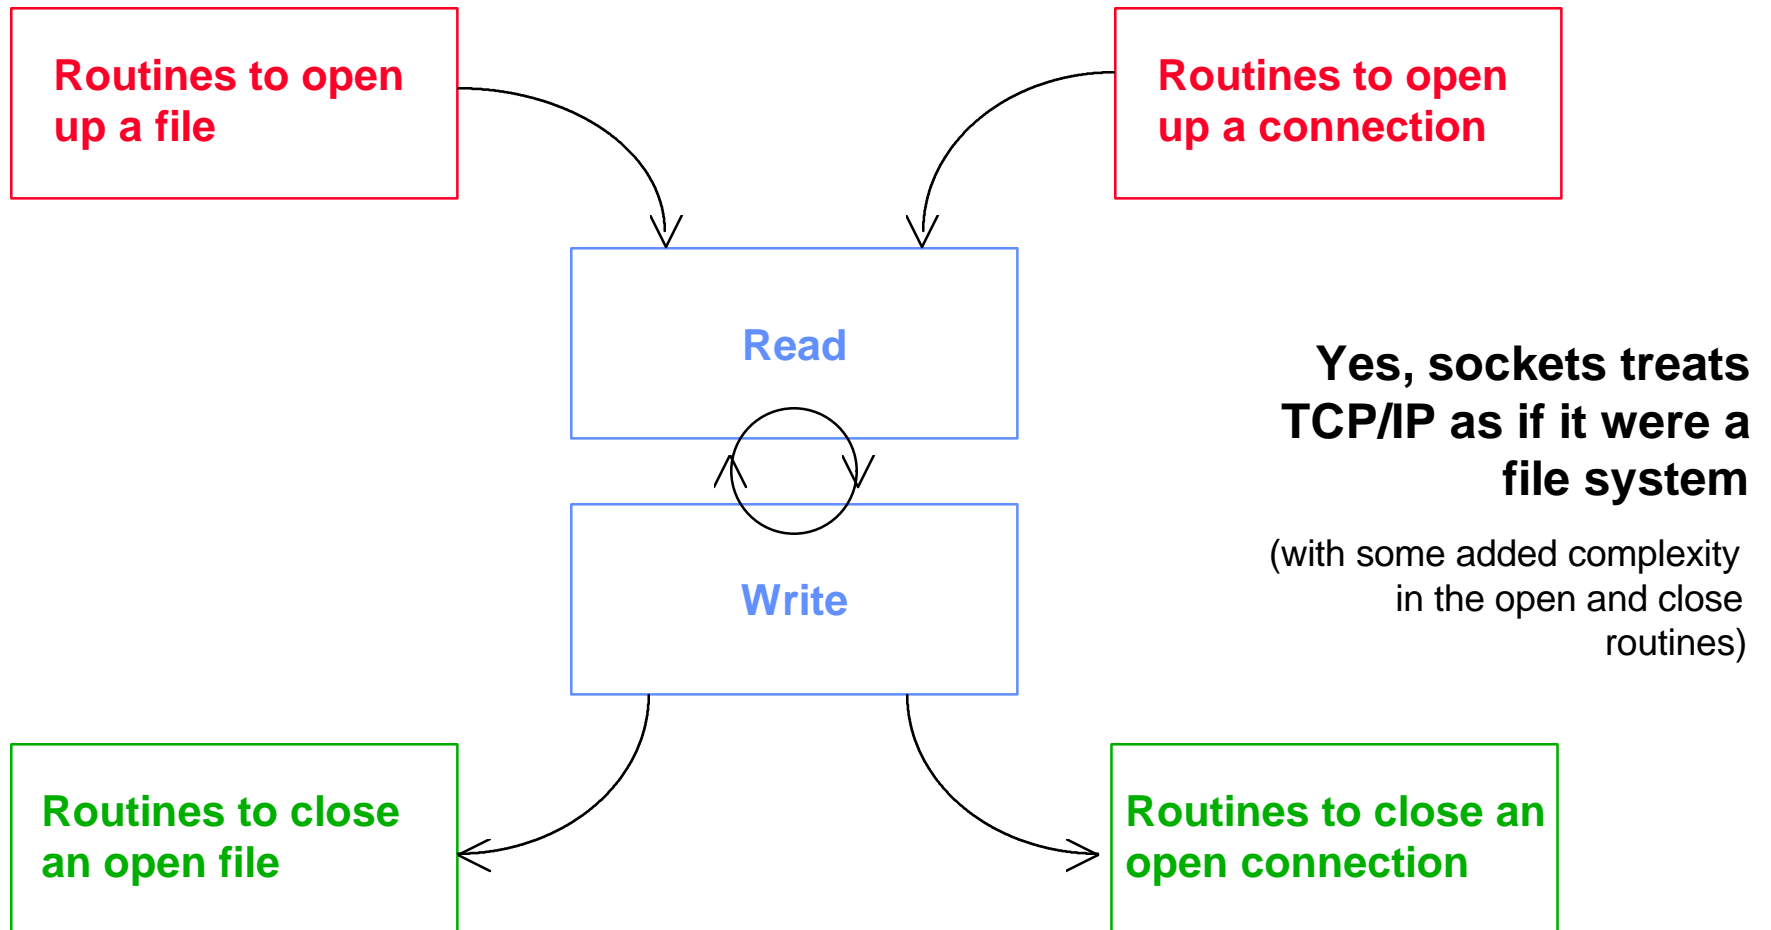 Routines to open
up a file
Routines to open
up a connection
Read
Yes, sockets treats
TCP/IP as if it were a
file system
(with some added complexity
in the open and close
routines)
Write
Routines to close
an open file
Routines to close an
open connection